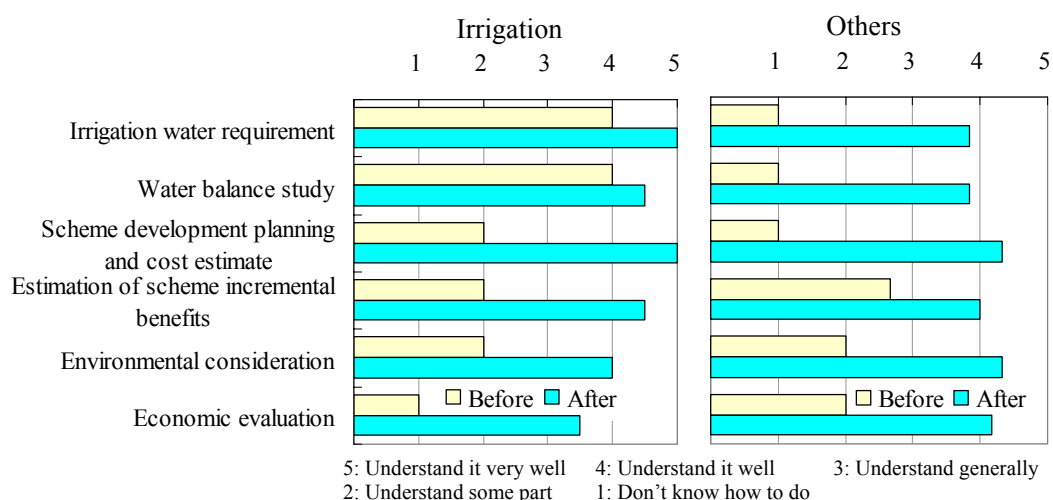 Irrigation
Others
1 2 3 4 5
1 2 3 4 5
Irrigation water requirement
Water balance study
Scheme development planning
and cost estimate
Estimation of scheme incremental
benefits
Environmental consideration
Economic evaluation
Before After
Before After
5: Understand it very well 4: Understand it well 3: Understand generally
2: Understand some part 1: Don't know how to do